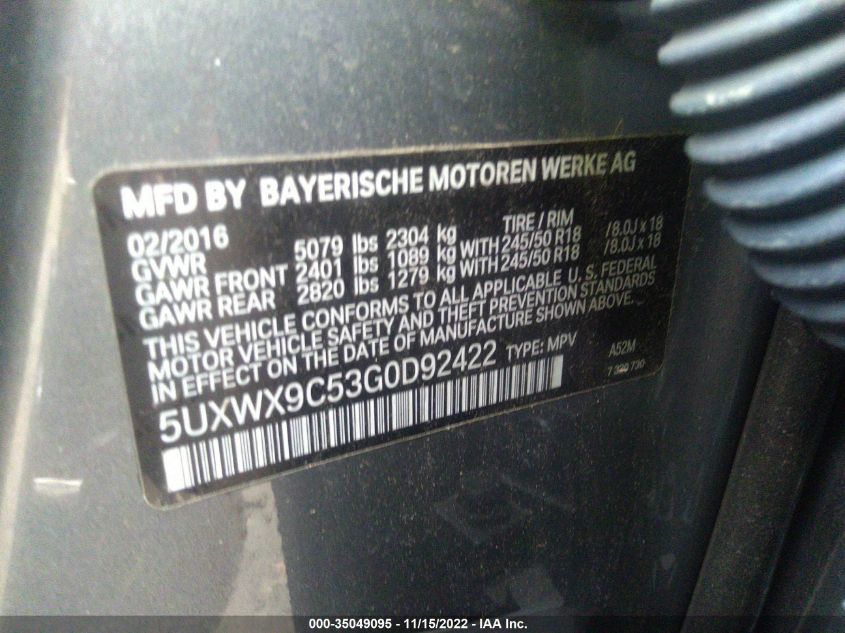 MFD BY BAYERISCHE MOTOREN WERKE AG
02/2016 TIRE / RIM
GVWR 5079 lbs 2304 kg
GAWR FRONT 2401 lbs 1089 kg WITH 245/50 R18 /8.0J x 18
GAWR REAR 2820 lbs 1279 kg WITH 245/50 R18 /8.0J x 18
THIS VEHICLE CONFORMS TO ALL APPLICABLE U. S. FEDERAL
MOTOR VEHICLE SAFETY AND THEFT PREVENTION STANDARDS
IN EFFECT ON THE DATE OF MANUFACTURE SHOWN ABOVE.
5UXWX9C53G0D92422 TYPE: MPV A52M
000-35049095 - 11/15/2022 - IAA Inc.